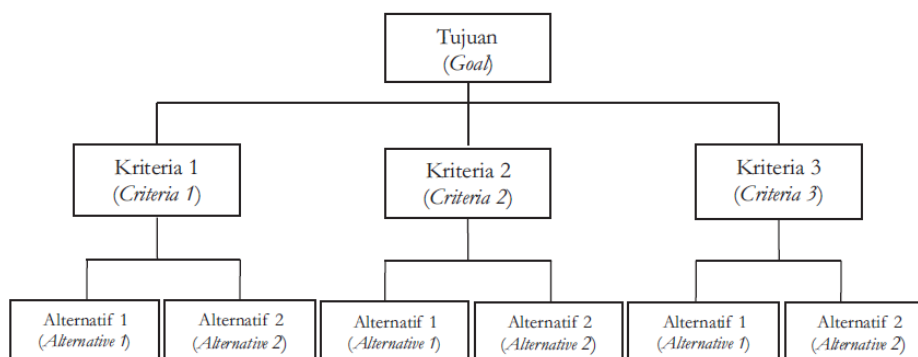 Tujuan
(Goal)
Kriteria 1
(Criteria 1)
Kriteria 2
(Criteria 2)
Kriteria 3
(Criteria 3)
Alternatif 1
(Alternative 1)
Alternatif 2
(Alternative 2)
Alternatif 1
(Alternative 1)
Alternatif 2
(Alternative 2)
Alternatif 1
(Alternative 1)
Alternatif 2
(Alternative 2)